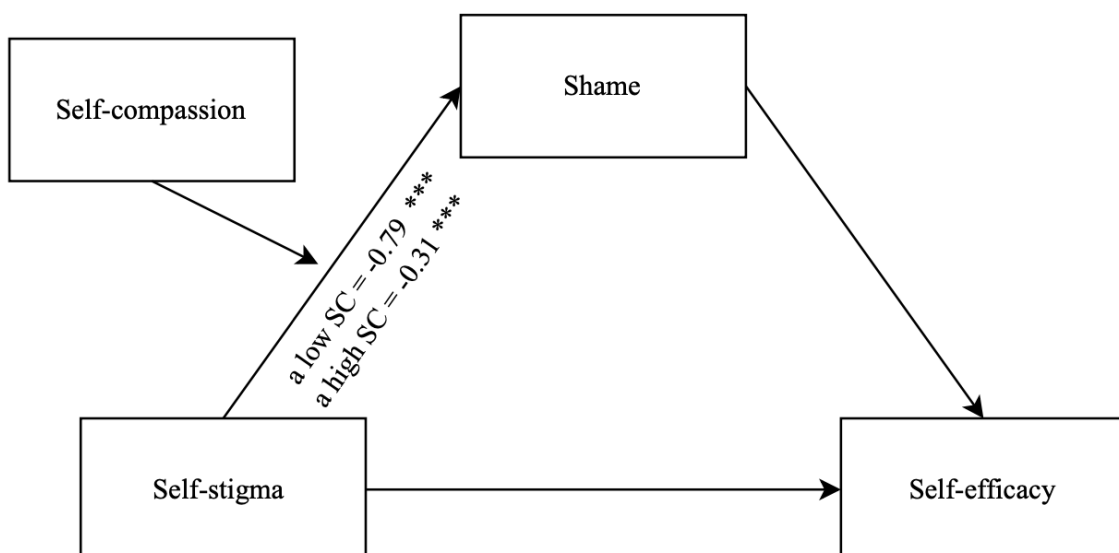 Self-compassion
Shame
a low SC = -0.79 ***
a high SC = -0.31 ***
Self-stigma
Self-efficacy